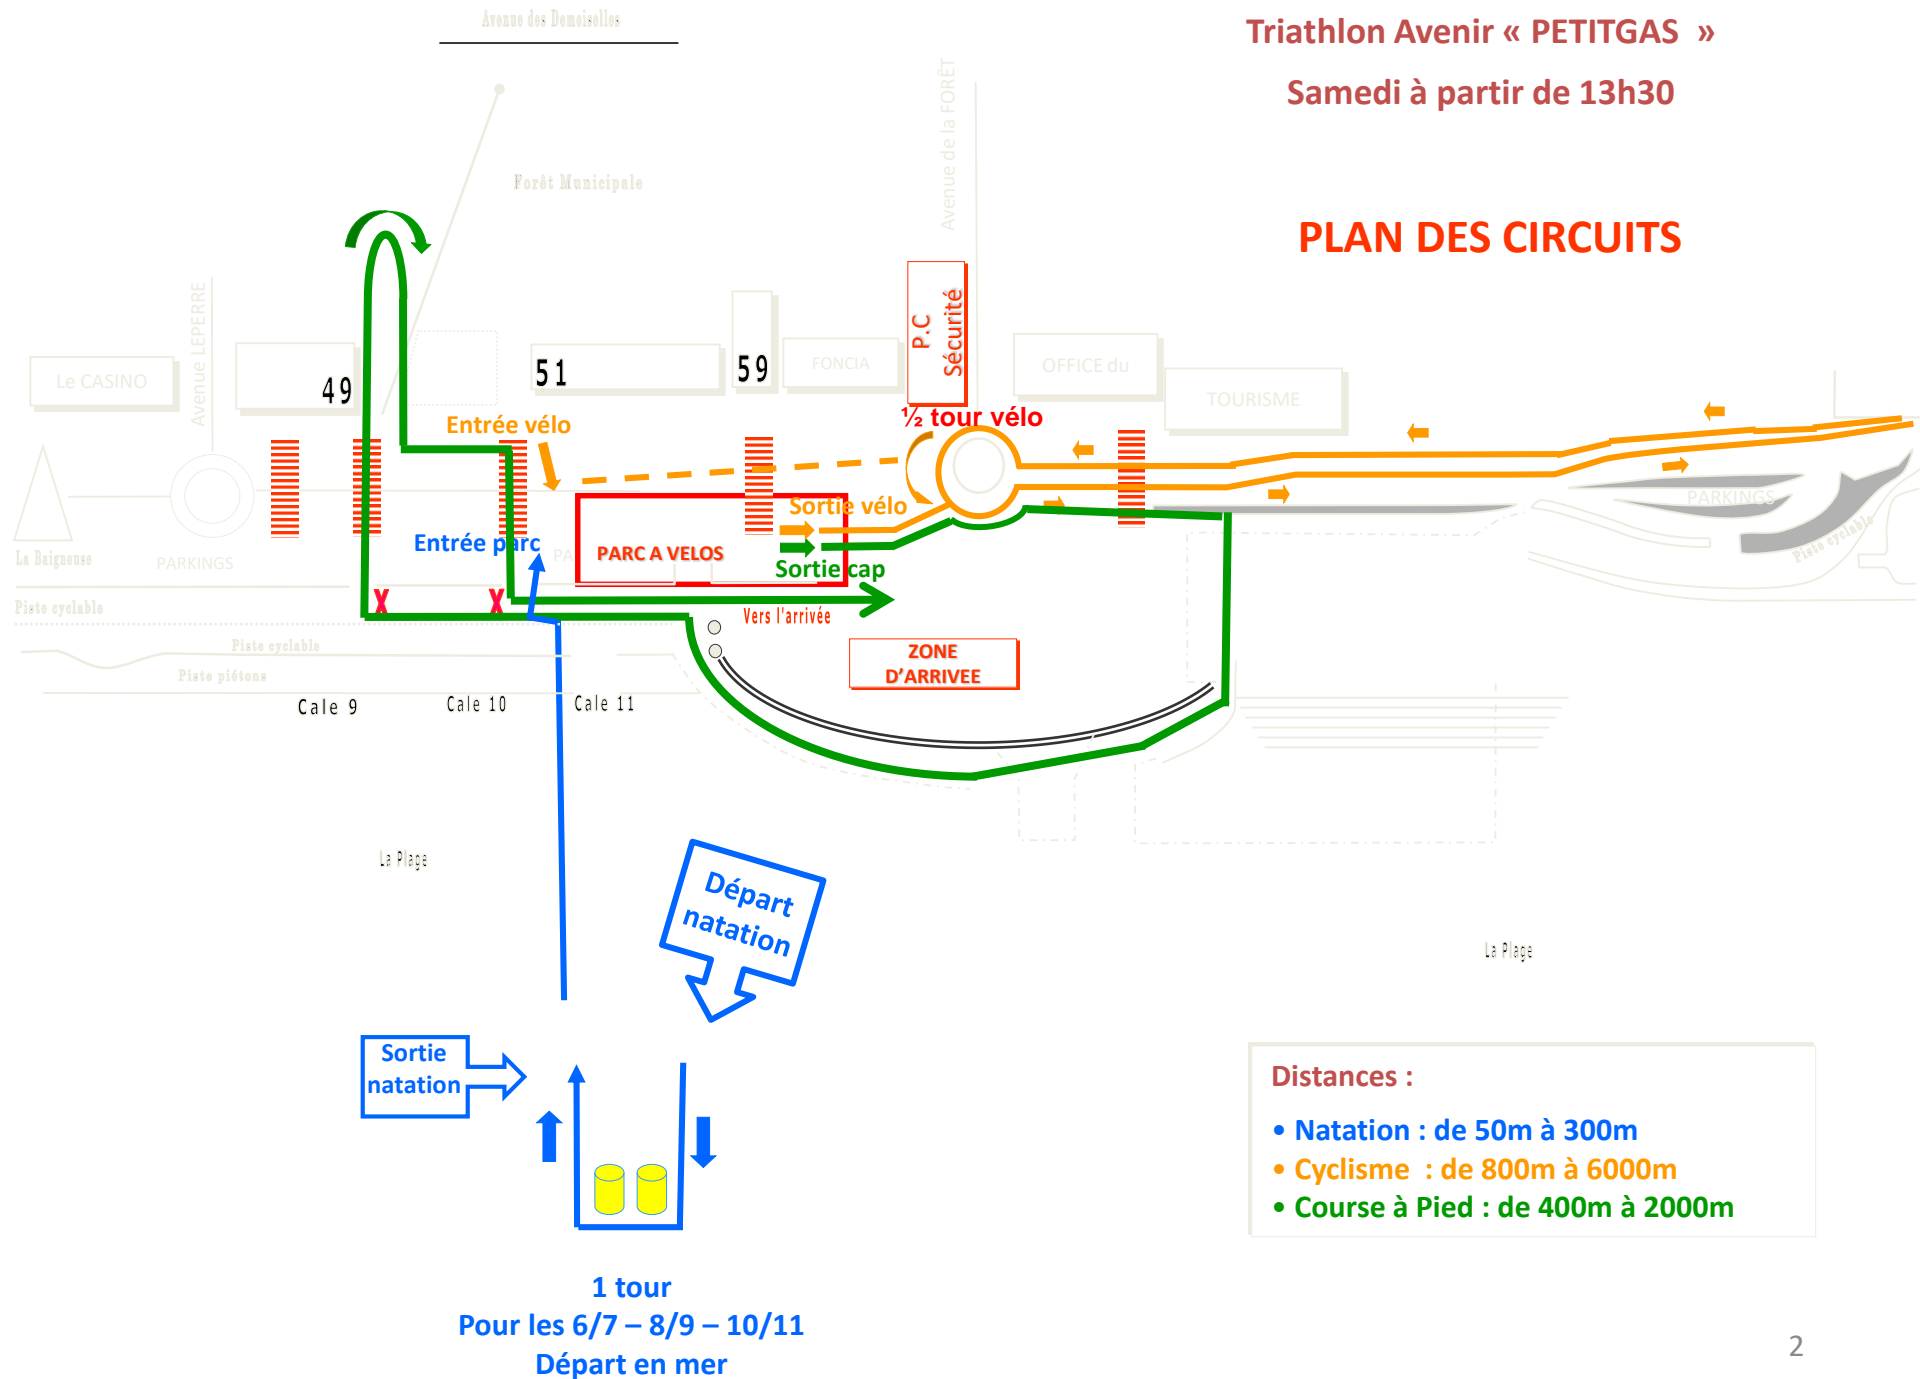 Avenue des Demoiselles
Triathlon Avenir « PETITGAS »
Samedi à partir de 13h30
Avenue de la FORÊT
Forêt Municipale
PLAN DES CIRCUITS
Avenue LEPERRE
P.C
Sécurité
Le CASINO
49
51
59
FONCIA
OFFICE du
TOURISME
Entrée vélo
½ tour vélo
Sortie vélo
PARKINGS
Piste cyclable
La Baigneuse
PARKINGS
Entrée parc
PA
PARC A VELOS
Sortie cap
X
X
Piste cyclable
Vers l'arrivée
Piste cyclable
Piste piétons
ZONE
D’ARRIVEE
Cale 9
Cale 10
Cale 11
La Plage
Départ
natation
La Plage
Sortie
natation
Distances :
• Natation : de 50m à 300m
• Cyclisme : de 800m à 6000m
• Course à Pied : de 400m à 2000m
1 tour
Pour les 6/7 – 8/9 – 10/11
Départ en mer
2